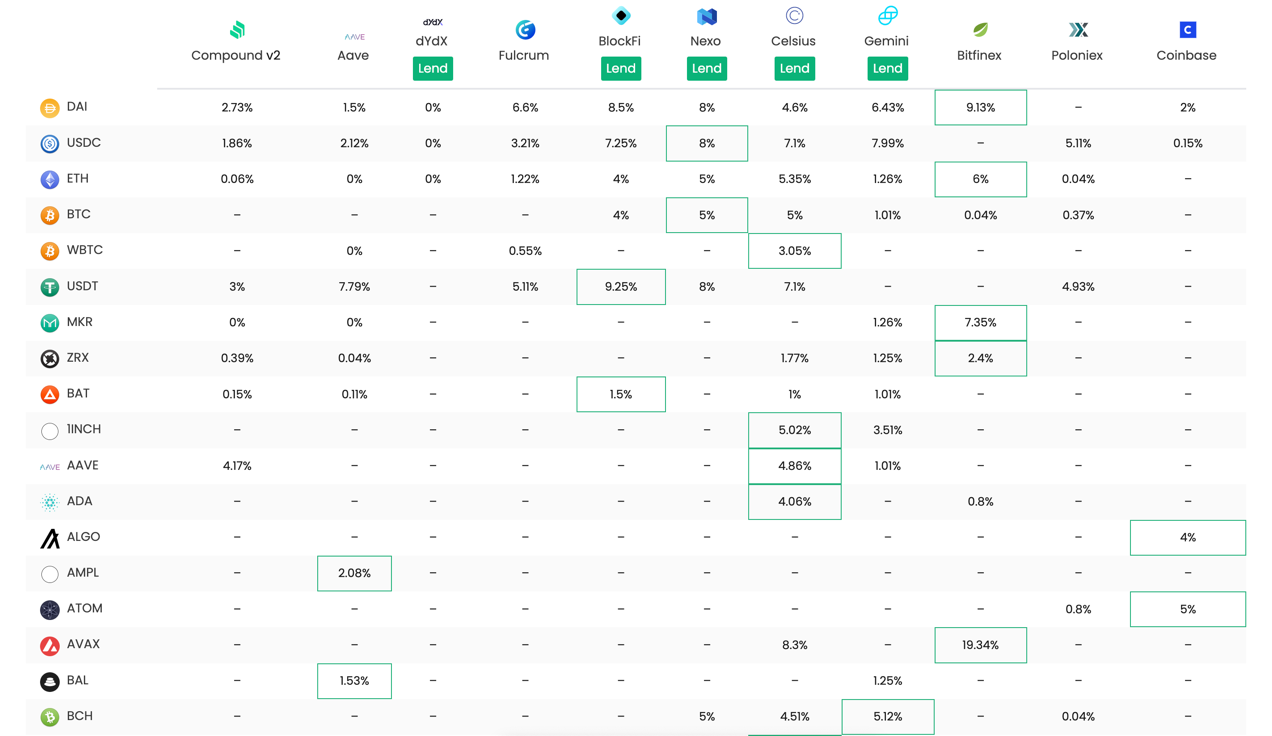 dYdX
AAVE
Compound v2 Aave dYdX Fulcrum BlockFi Nexo Celsius Gemini Bitfinex Poloniex Coinbase
Lend Lend Lend Lend Lend
DAI 2.73% 1.5% 0% 6.6% 8.5% 8% 4.6% 6.43% 9.13% – 2%
USDC 1.86% 2.12% 0% 3.21% 7.25% 8% 7.1% 7.99% – 5.11% 0.15%
ETH 0.06% 0% 0% 1.22% 4% 5% 5.35% 1.26% 6% 0.04% –
BTC – – – – 4% 5% 5% 1.01% 0.04% 0.37% –
WBTC – 0% – 0.55% – – 3.05% – – – –
USDT 3% 7.79% – 5.11% 9.25% 8% 7.1% – – 4.93% –
MKR 0% 0% – – – – – 1.26% 7.35% – –
ZRX 0.39% 0.04% – – – – 1.77% 1.25% 2.4% – –
BAT 0.15% 0.11% – – 1.5% – 1% 1.01% – – –
1INCH – – – – – – 5.02% 3.51% – – –
AAVE AAVE 4.17% – – – – – 4.86% 1.01% – – –
ADA – – – – – – 4.06% – 0.8% – –
ALGO – – – – – – – – – – 4%
AMPL – 2.08% – – – – – – – – –
ATOM – – – – – – – – – 0.8% 5%
AVAX – – – – – – 8.3% – 19.34% – –
BAL – 1.53% – – – – – 1.25% – – –
BCH – – – – – 5% 4.51% 5.12% – 0.04% –